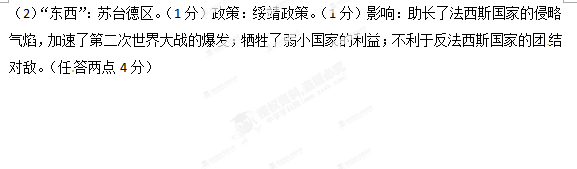 （2）“东西”：苏台德区。（1 分）政策：绥靖政策。（1 分）影响：助长了法西斯国家的侵略
气焰，加速了第二次世界大战的爆发；牺牲了弱小国家的利益；不利于反法西斯国家的团结
对敌。（任答两点 4 分）